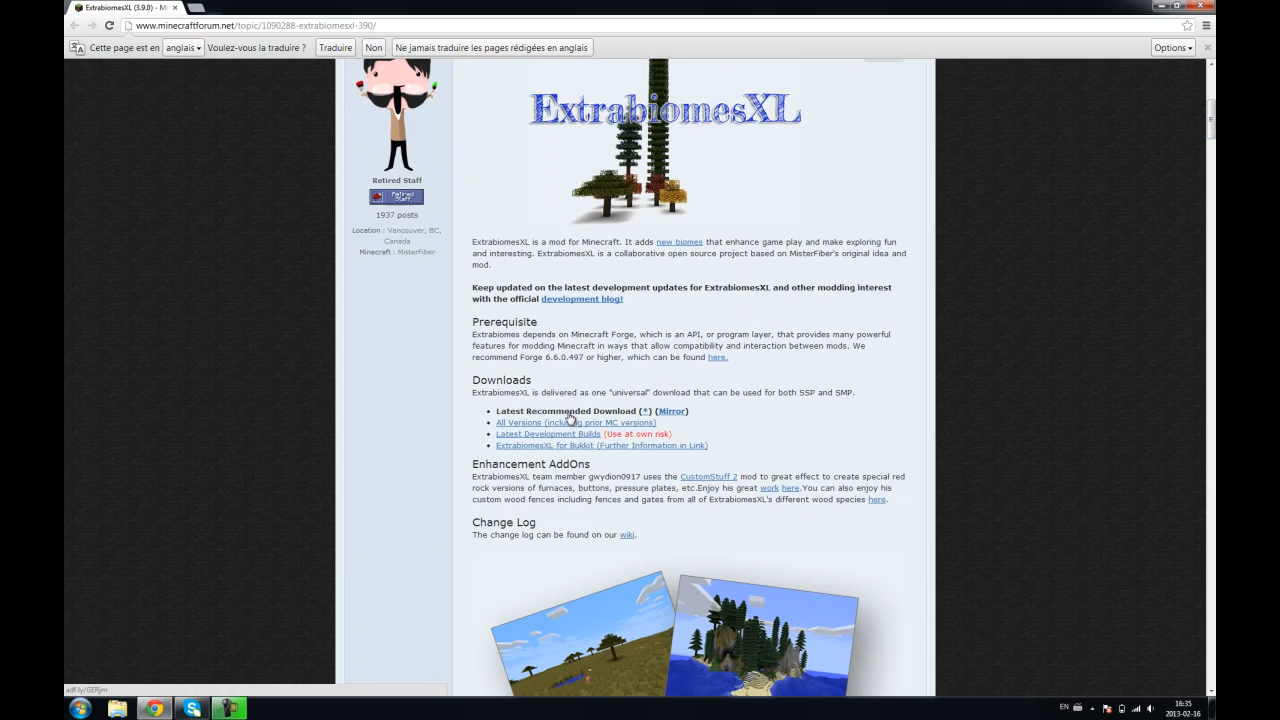 ExtrabiomesXL (3.9.0) - Mi
www.minecraftforum.net/topic/1090288-extrabiomesxl-390/
Cette page est en anglais Voulez-vous la traduire ? Traduire Non Ne jamais traduire les pages rédigées en anglais Options
ExtrabiomesXL
Retired Staff
Retired
Staff
1937 posts
Location : Vancouver, BC,
Canada
Minecraft : Misterfiber
ExtrabiomesXL is a mod for Minecraft. It adds new biomes that enhance game play and make exploring fun
and interesting. ExtrabiomesXL is a collaborative open source project based on MisterFiber's original idea and
mod.
Keep updated on the latest development updates for ExtrabiomesXL and other modding interest
with the official development blog!
Prerequisite
Extrabiomes depends on Minecraft Forge, which is an API, or program layer, that provides many powerful
features for modding Minecraft in ways that allow compatibility and interaction between mods. We
recommend Forge 6.6.0.497 or higher, which can be found here.
Downloads
ExtrabiomesXL is delivered as one "universal" download that can be used for both SSP and SMP.
• Latest Recommended Download (*) (Mirror)
• All Versions (including prior MC versions)
• Latest Development Builds (Use at own risk)
• ExtrabiomesXL for Bukkit (Further Information in Link)
Enhancement AddOns
ExtrabiomesXL team member gwydion0917 uses the CustomStuff 2 mod to great effect to create special red
rock versions of furnaces, buttons, pressure plates, etc.Enjoy his great work here.You can also enjoy his
custom wood fences including fences and gates from all of ExtrabiomesXL's different wood species here.
Change Log
The change log can be found on our wiki.
adf.ly/GERjm
EN
16:35
2013-02-16